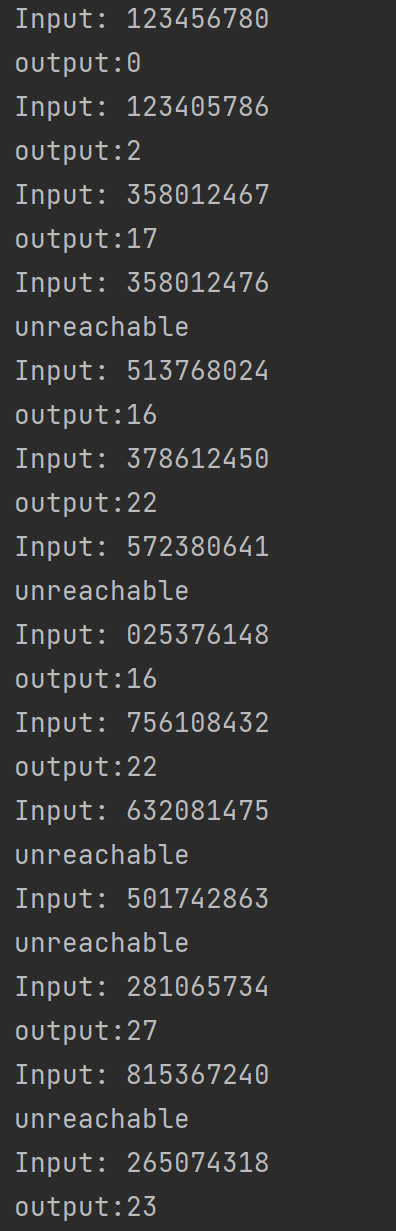 Input: 123456780
output:0
Input: 123405786
output:2
Input: 358012467
output:17
Input: 358012476
unreachable
Input: 513768024
output:16
Input: 378612450
output:22
Input: 572380641
unreachable
Input: 025376148
output:16
Input: 756108432
output:22
Input: 632081475
unreachable
Input: 501742863
unreachable
Input: 281065734
output:27
Input: 815367240
unreachable
Input: 265074318
output:23